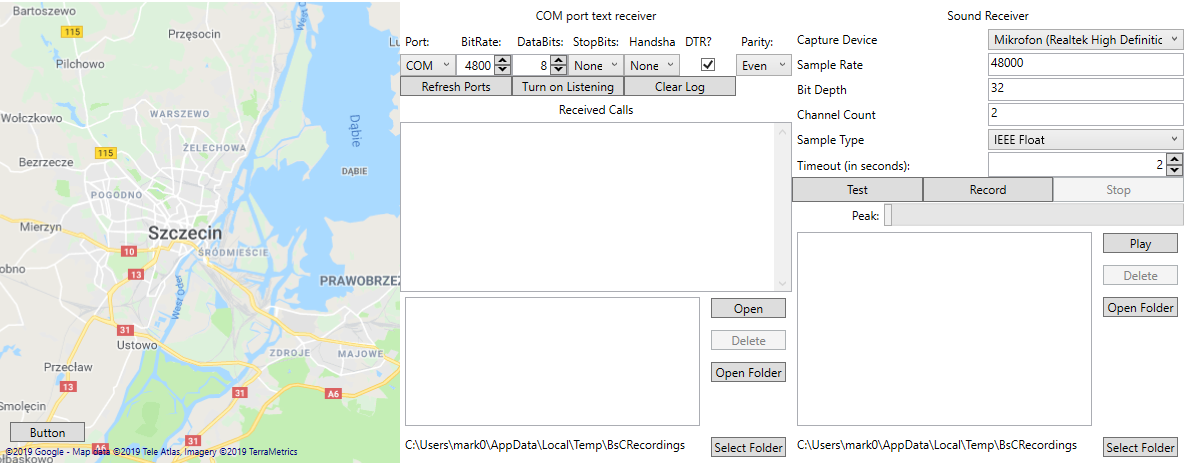 Bartoszewo
115
Przęsocin
Pilchowo
WARSZEWO
Wołczkowo
Dąbie
ŻELECHOWA
115
Bezrzecze
DĄBIE
POGODNO
Mierzyn
Szczecin
10
ŚRÓDMIEŚCIE
13
PRAWOBRZEŻ
West Oder
31
Ustowo
ZDROJE
MAJOWE
Przecław
13
31
A6
Smolęcin
A6
Button
©2019 Google - Map data ©2019 Tele Atlas, Imagery ©2019 TerraMetrics
COM port text receiver
Port: BitRate: DataBits: StopBits: Handsha DTR? Parity:
COM 4800 8 None None Even
Refresh Ports Turn on Listening Clear Log
Received Calls
Open
Delete
Open Folder
C:\Users\mark0\AppData\Local\Temp\BsCRecordings Select Folder
Sound Receiver
Capture Device Mikrofon (Realtek High Definitic
Sample Rate 48000
Bit Depth 32
Channel Count 2
Sample Type IEEE Float
Timeout (in seconds): 2
Test Record Stop
Peak:
Play
Delete
Open Folder
C:\Users\mark0\AppData\Local\Temp\BsCRecordings Select Folder